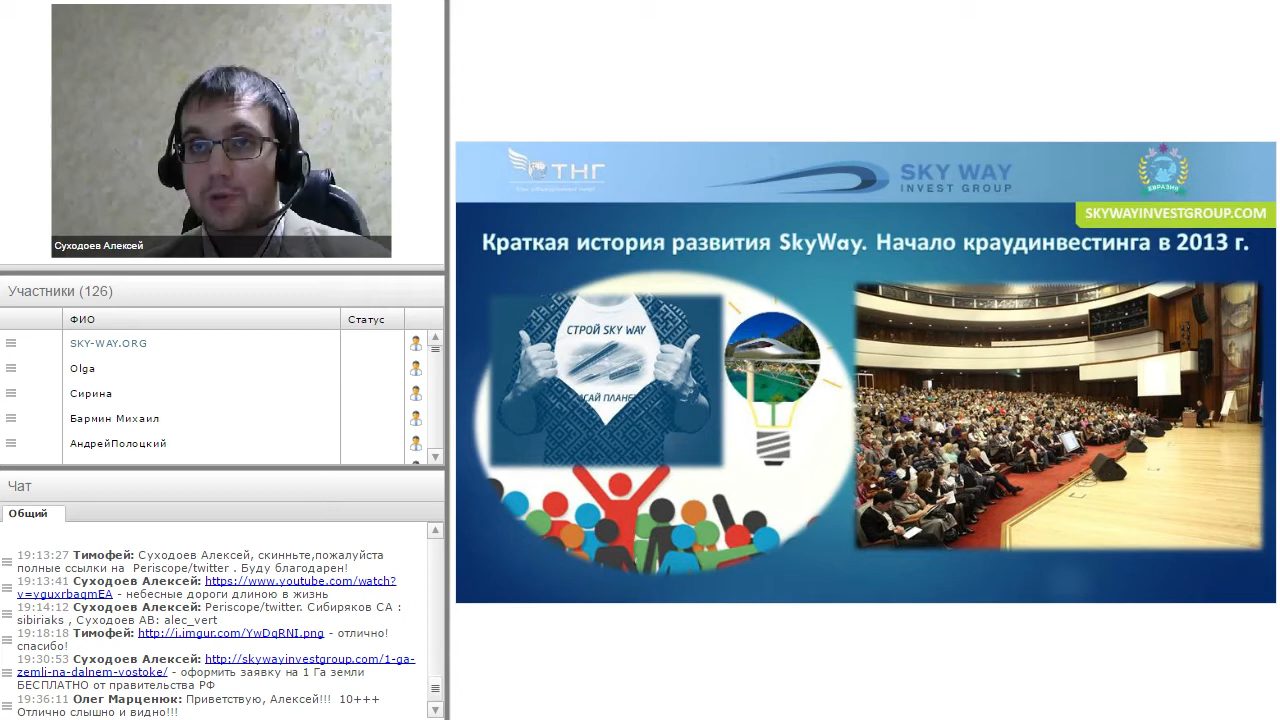 Суходоев Алексей
Участники (126)
ФИО
Статус
SKY-WAY.ORG
Olga
Сирина
Бармин Михаил
АндрейПолоцкий
Чат
Общий
19:13:27 Тимофей: Суходоев Алексей, скинньте,пожалуйста
полные ссылки на Periscope/twitter . Буду благодарен!
19:13:41 Суходоев Алексей: https://www.youtube.com/watch?
v=yguxrbaqmEA - небесные дороги длиною в жизнь
19:14:12 Суходоев Алексей: Periscope/twitter. Сибиряков СА :
sibiriaks , Суходоев АВ: alec_vert
19:18:18 Тимофей: http://i.imgur.com/YwDqRNI.png - отлично!
спасибо!
19:30:53 Суходоев Алексей: http://skywayinvestgroup.com/1-ga-
zemli-na-dalnem-vostoke/ - оформить заявку на 1 Га земли
БЕСПЛАТНО от правительства РФ
19:36:11 Олег Марценюк: Приветствую, Алексей!!! 10+++
Отлично слышно и видно!!!
ТНГ
SKY WAY
INVEST GROUP
ЕВРАЗИЯ
SKYWAYINVESTGROUP.COM
Краткая история развития SkyWay. Начало краудинвестинга в 2013 г.
СТРОЙ SKY WAY
АСАЙ ПЛАНЕ